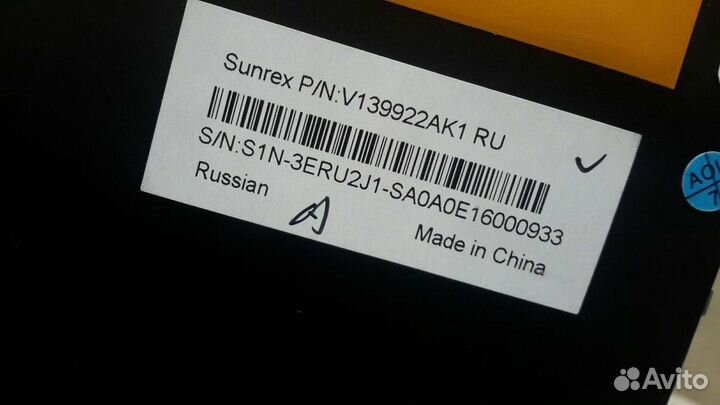 Sunrex P/N:V139922AK1 RU
S/N:S1N-3ERU2J1-SA0A0E16000933
Russian
Made in China
Avito